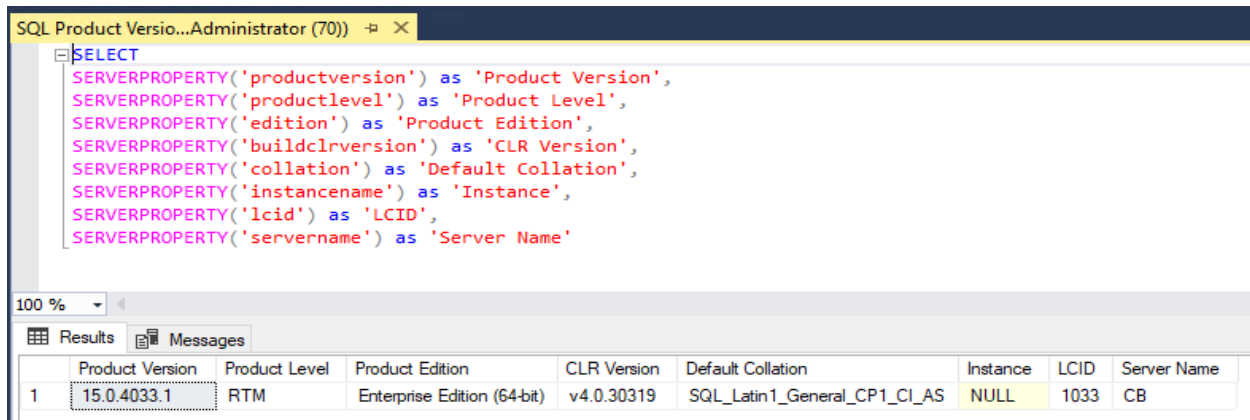 SQL Product Versio...Administrator (70))
SELECT
SERVERPROPERTY('productversion') as 'Product Version',
SERVERPROPERTY('productlevel') as 'Product Level',
SERVERPROPERTY('edition') as 'Product Edition',
SERVERPROPERTY('buildclrversion') as 'CLR Version',
SERVERPROPERTY('collation') as 'Default Collation',
SERVERPROPERTY('instancename') as 'Instance',
SERVERPROPERTY('lcid') as 'LCID',
SERVERPROPERTY('servername') as 'Server Name'
100 %
Results Messages
Product Version Product Level Product Edition CLR Version Default Collation Instance LCID Server Name
1 15.0.4033.1 RTM Enterprise Edition (64-bit) v4.0.30319 SQL_Latin1_General_CP1_CI_AS NULL 1033 CB